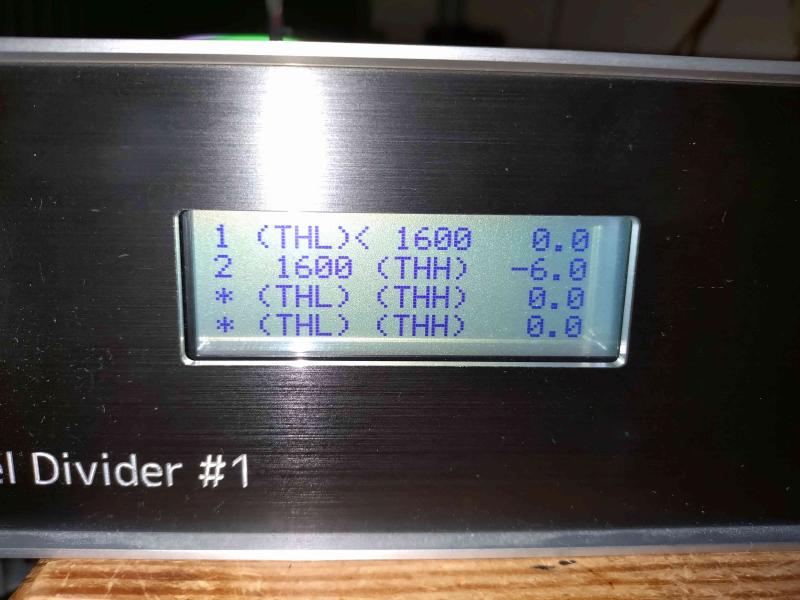 1 (THL)< 1600 0.0
2 1600 (THH) -6.0
* (THL) (THH) 0.0
* (THL) (THH) 0.0
Divider #1